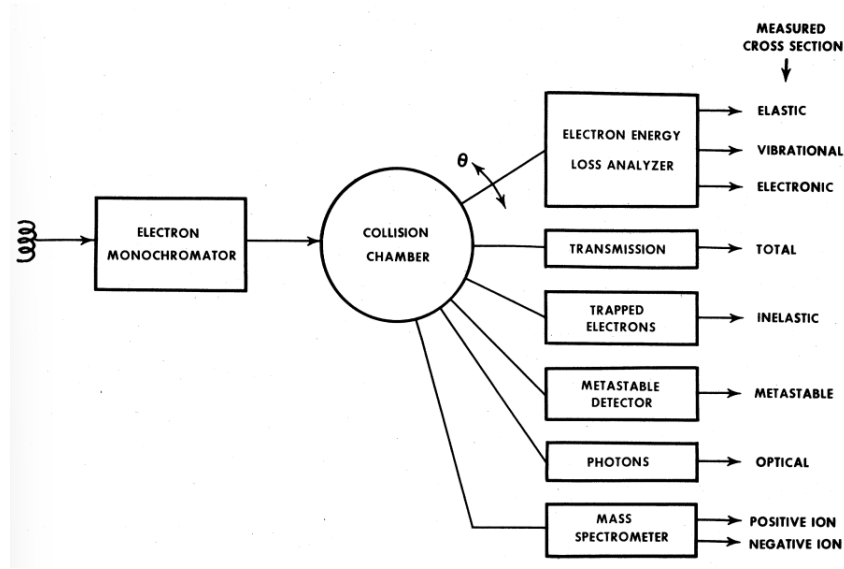 MEASURED
CROSS SECTION
ELECTRON
MONOCHROMATOR
COLLISION
CHAMBER
θ
ELECTRON ENERGY
LOSS ANALYZER
ELASTIC
VIBRATIONAL
ELECTRONIC
TRANSMISSION
TOTAL
TRAPPED
ELECTRONS
INELASTIC
METASTABLE
DETECTOR
METASTABLE
PHOTONS
OPTICAL
MASS
SPECTROMETER
POSITIVE ION
NEGATIVE ION